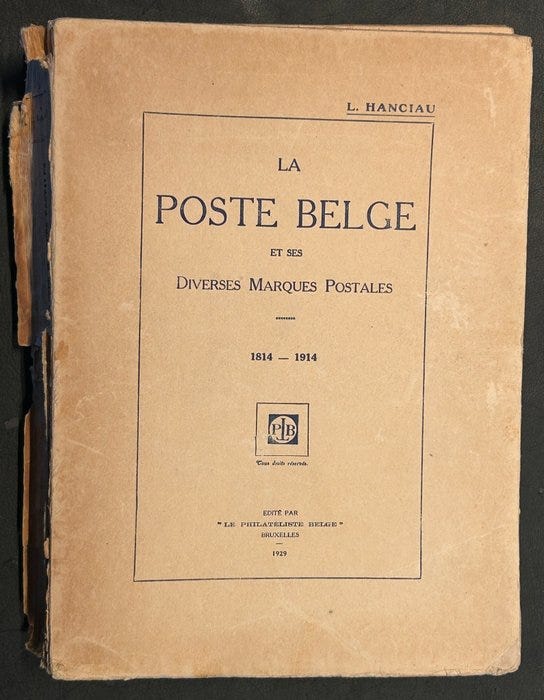 L. HANCIAU
LA
POSTE BELGE
ET SES
DIVERSES MARQUES POSTALES
1814 — 1914
PLB
Tous droits réservés.
EDITÉ PAR
" LE PHILATÉLISTE BELGE "
BRUXELLES
1929